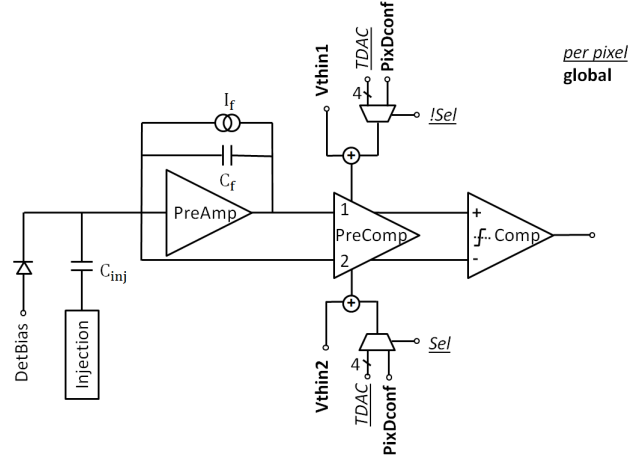 Vthin1
TDAC
PixDconf
per pixel
global
4
!Sel
If
Cf
+
PreAmp
1
PreComp
2
+
Comp
-
Cinj
DetBias
Injection
+
Sel
4
Vthin2
TDAC
PixDconf